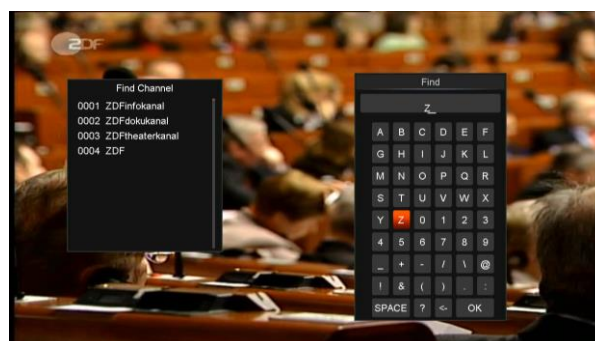 ZDF
Find Channel
0001 ZDFinfokanal
0002 ZDFdokukanal
0003 ZDFtheaterkanal
0004 ZDF
Find
Z_
A B C D E F
G H I J K L
M N O P Q R
S T U V W X
Y Z 0 1 2 3
4 5 6 7 8 9
_ + - / \ @
! & ( ) . :
SPACE ? <- OK